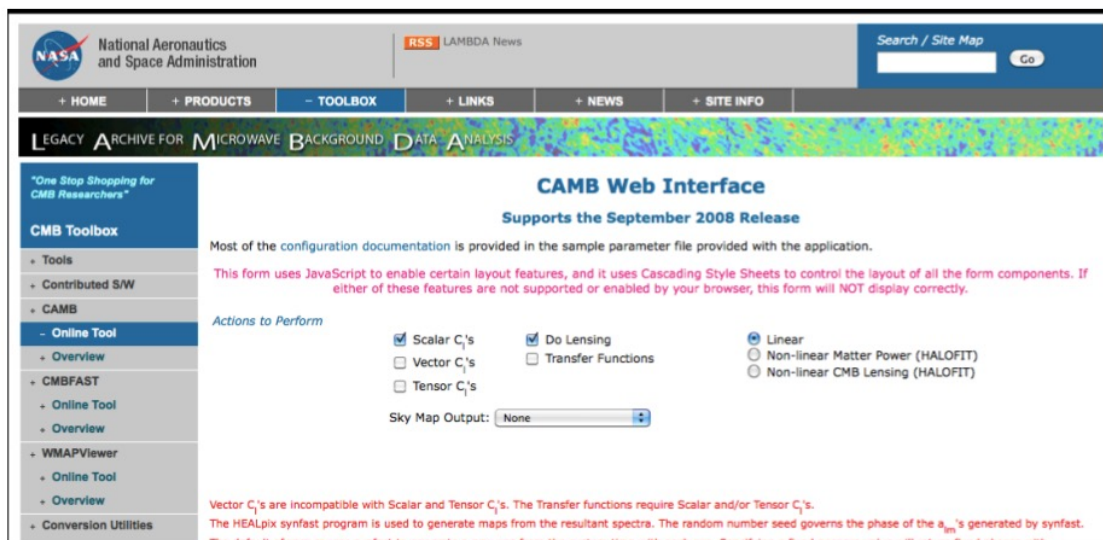 National Aeronautics
and Space Administration
NASA
RSS LAMBDA News
Search / Site Map
Go
+ HOME + PRODUCTS − TOOLBOX + LINKS + NEWS + SITE INFO
LEGACY ARCHIVE FOR MICROWAVE BACKGROUND DATA ANALYSIS
"One Stop Shopping for
CMB Researchers"
CMB Toolbox
+ Tools
+ Contributed S/W
+ CAMB
− Online Tool
+ Overview
+ CMBFAST
+ Online Tool
+ Overview
+ WMAPViewer
+ Online Tool
+ Overview
+ Conversion Utilities
CAMB Web Interface
Supports the September 2008 Release
Most of the configuration documentation is provided in the sample parameter file provided with the application.
This form uses JavaScript to enable certain layout features, and it uses Cascading Style Sheets to control the layout of all the form components. If
either of these features are not supported or enabled by your browser, this form will NOT display correctly.
Actions to Perform
Scalar Cl's Do Lensing Linear
Vector Cl's Transfer Functions Non-linear Matter Power (HALOFIT)
Tensor Cl's Non-linear CMB Lensing (HALOFIT)
Sky Map Output: None
Vector Cl's are incompatible with Scalar and Tensor Cl's. The Transfer functions require Scalar and/or Tensor Cl's.
The HEALpix synfast program is used to generate maps from the resultant spectra. The random number seed governs the phase of the alm's generated by synfast.